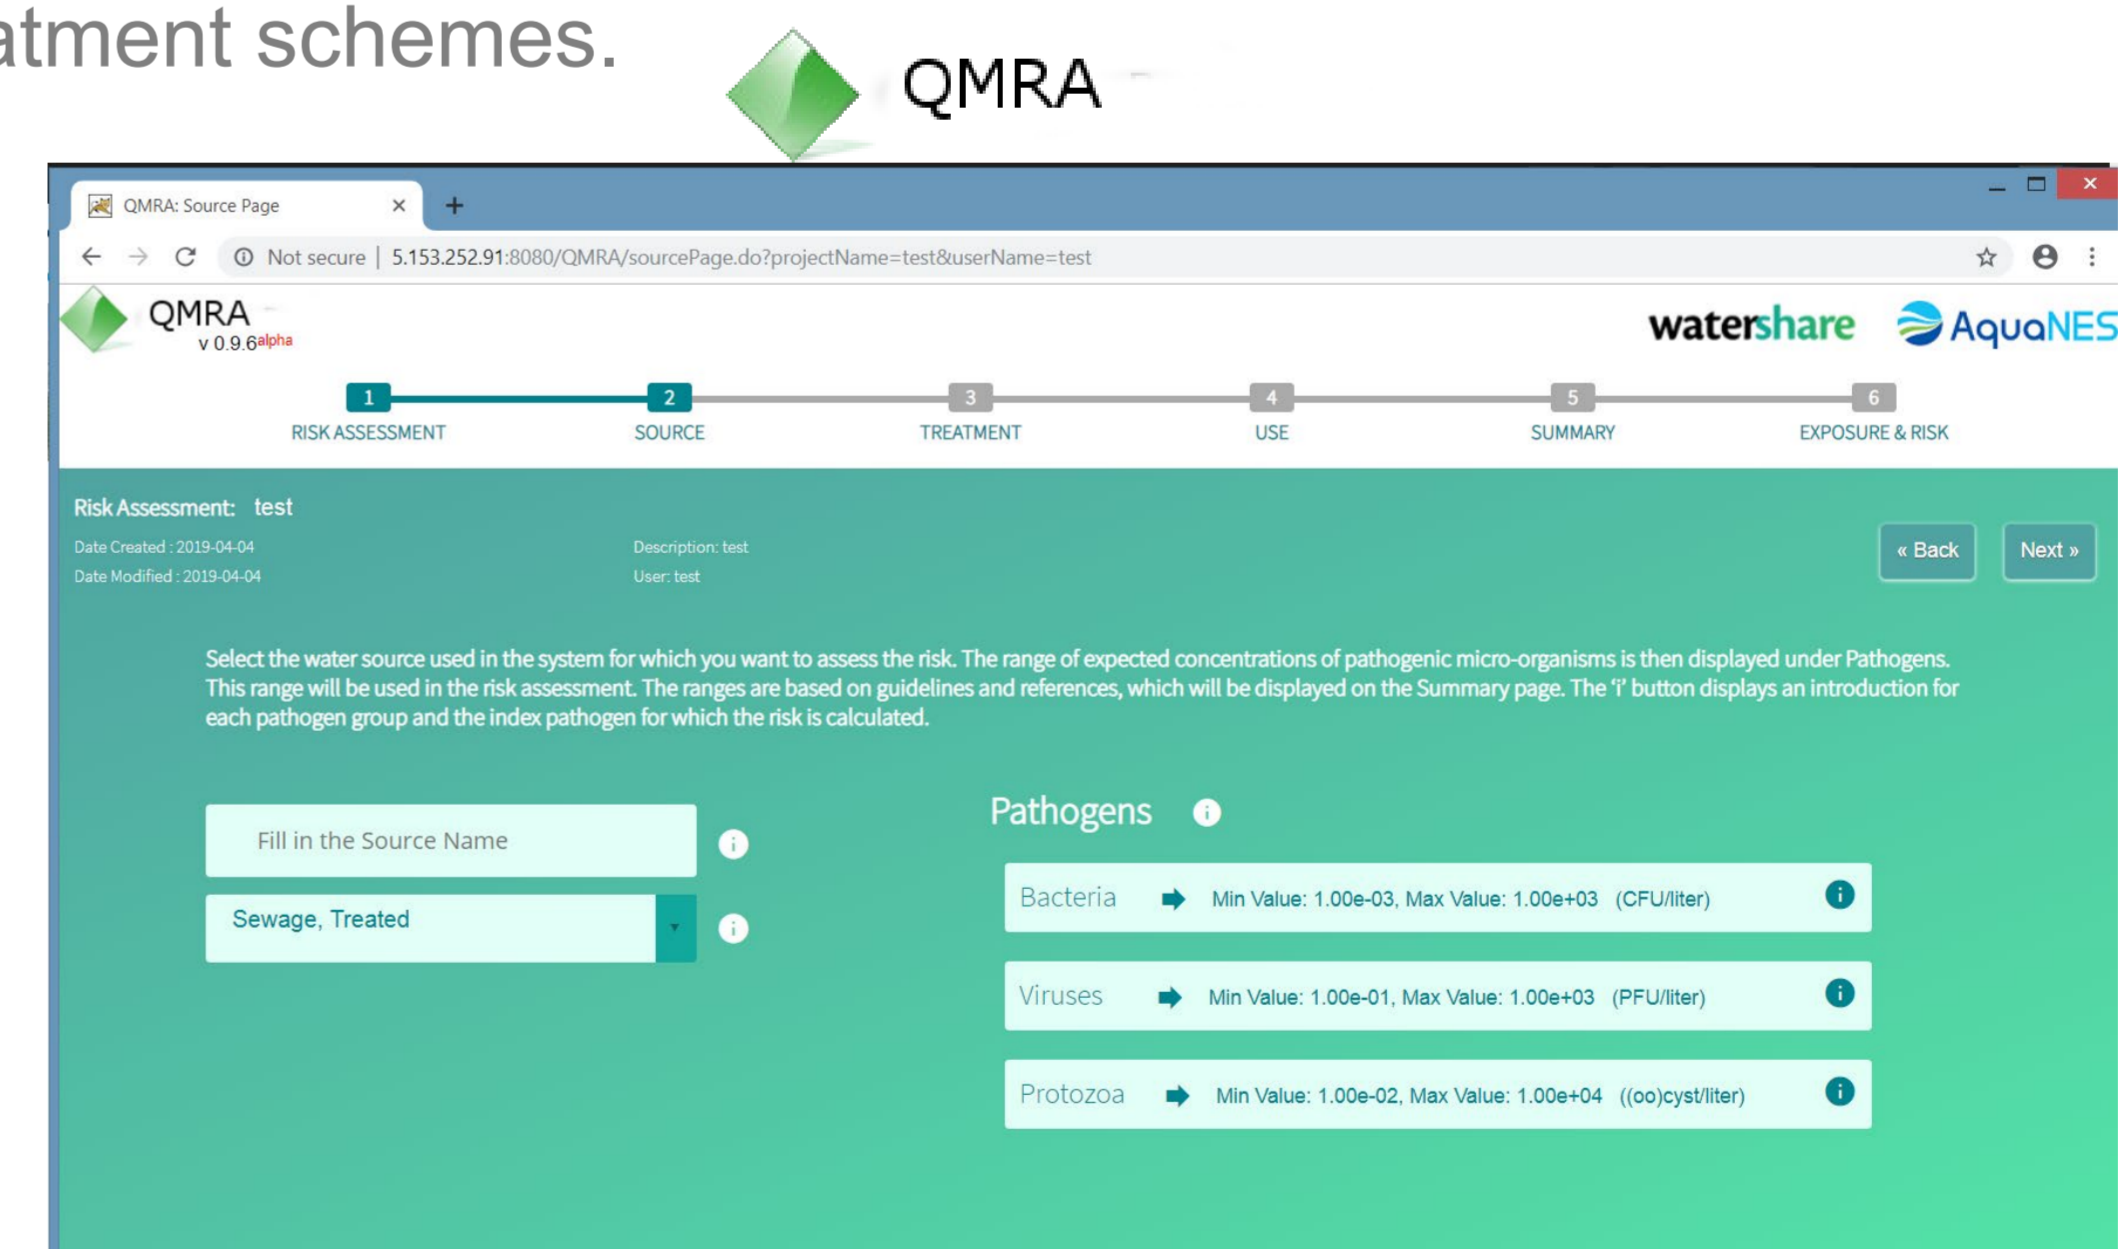 atment schemes.
QMRA
QMRA: Source Page
Not secure | 5.153.252.91:8080/QMRA/sourcePage.do?projectName=test&userName=test
QMRA
v 0.9.6alpha
watershare
AquaNES
1
2
3
4
5
6
RISK ASSESSMENT
SOURCE
TREATMENT
USE
SUMMARY
EXPOSURE & RISK
Risk Assessment: test
Date Created : 2019-04-04
Description: test
Date Modified : 2019-04-04
User: test
« Back
Next »
Select the water source used in the system for which you want to assess the risk. The range of expected concentrations of pathogenic micro-organisms is then displayed under Pathogens.
This range will be used in the risk assessment. The ranges are based on guidelines and references, which will be displayed on the Summary page. The ‘i’ button displays an introduction for
each pathogen group and the index pathogen for which the risk is calculated.
Fill in the Source Name
Sewage, Treated
Pathogens
Bacteria Min Value: 1.00e-03, Max Value: 1.00e+03 (CFU/liter)
Viruses Min Value: 1.00e-01, Max Value: 1.00e+03 (PFU/liter)
Protozoa Min Value: 1.00e-02, Max Value: 1.00e+04 ((oo)cyst/liter)